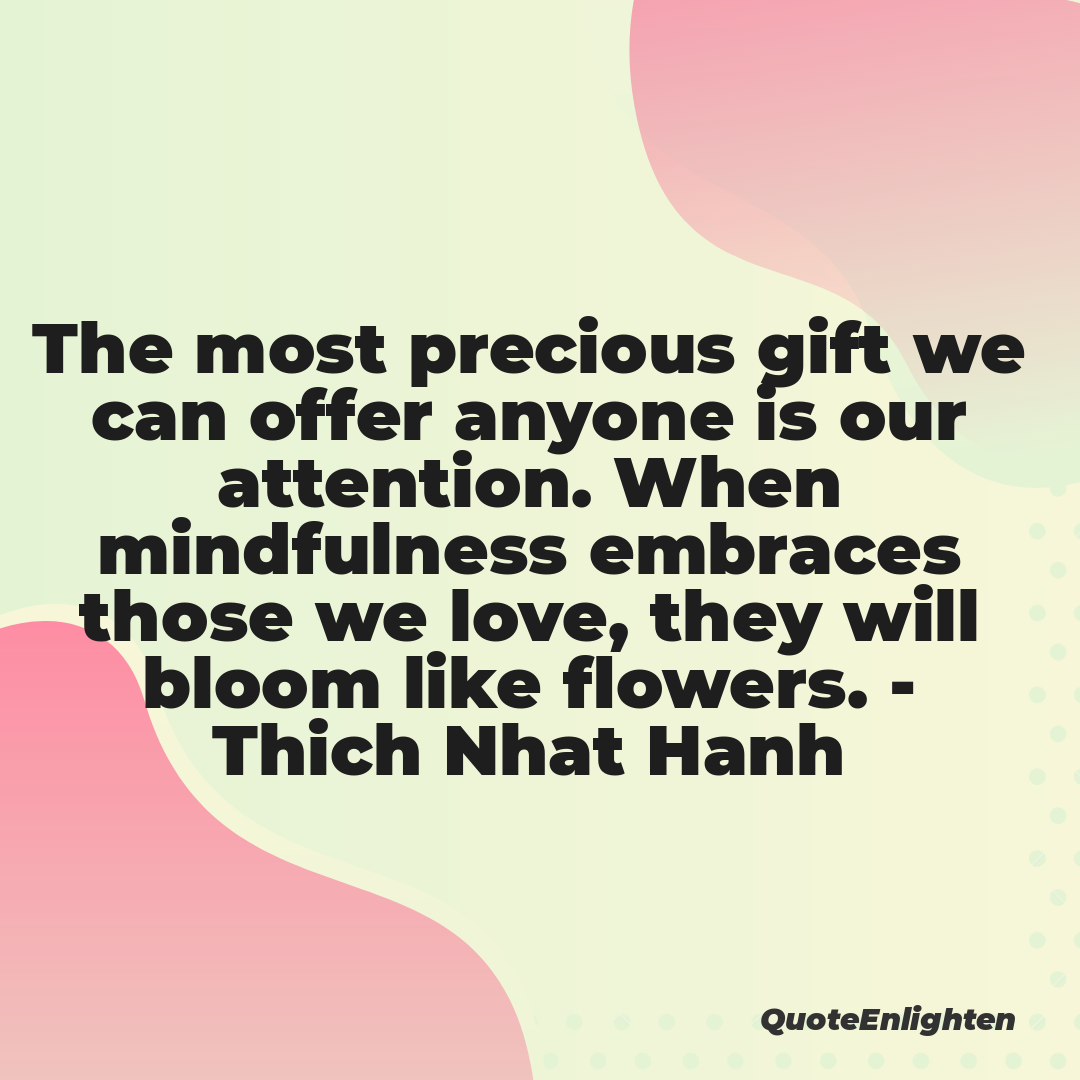 The most precious gift we
can offer anyone is our
attention. When
mindfulness embraces
those we love, they will
bloom like flowers. -
Thich Nhat Hanh
QuoteEnlighten